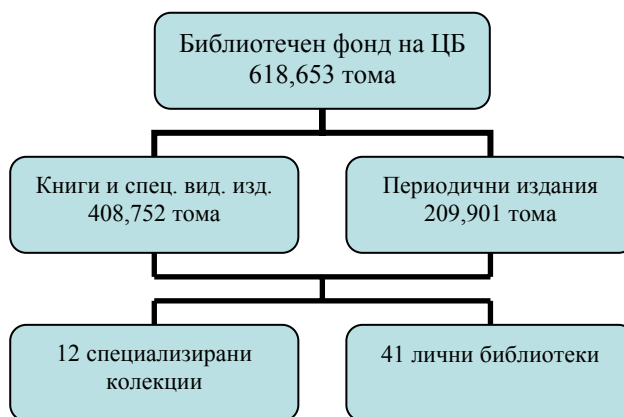 Библиотечен фонд на ЦБ
618,653 тома
Книги и спец. вид. изд.
408,752 тома
Периодични издания
209,901 тома
12 специализирани
колекции
41 лични библиотеки